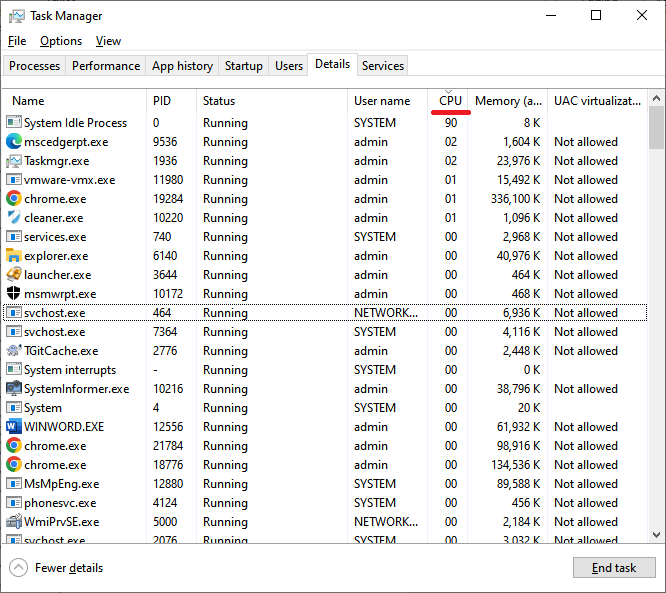 Task Manager
File Options View
Processes Performance App history Startup Users Details Services
Name PID Status User name CPU Memory (a... UAC virtualizat...
System Idle Process 0 Running SYSTEM 90 8 K
mscedgerpt.exe 9536 Running admin 02 1,604 K Not allowed
Taskmgr.exe 1936 Running admin 02 23,976 K Not allowed
vmware-vmx.exe 11980 Running admin 01 15,492 K Not allowed
chrome.exe 19284 Running admin 01 336,100 K Not allowed
cleaner.exe 10220 Running admin 01 1,096 K Not allowed
services.exe 740 Running SYSTEM 00 2,968 K Not allowed
explorer.exe 6140 Running admin 00 40,976 K Not allowed
launcher.exe 3644 Running admin 00 464 K Not allowed
msmwrpt.exe 10172 Running admin 00 468 K Not allowed
svchost.exe 464 Running NETWORK... 00 6,936 K Not allowed
svchost.exe 7364 Running SYSTEM 00 4,116 K Not allowed
TGitCache.exe 2776 Running admin 00 2,448 K Not allowed
System interrupts - Running SYSTEM 00 0 K
SystemInformer.exe 10216 Running admin 00 38,796 K Not allowed
System 4 Running SYSTEM 00 20 K
WINWORD.EXE 12556 Running admin 00 61,932 K Not allowed
chrome.exe 21784 Running admin 00 98,916 K Not allowed
chrome.exe 18776 Running admin 00 134,536 K Not allowed
MsMpEng.exe 12880 Running SYSTEM 00 89,588 K Not allowed
phonesvc.exe 4124 Running SYSTEM 00 456 K Not allowed
WmiPrvSE.exe 5000 Running NETWORK... 00 2,184 K Not allowed
svchost.exe 2076 Running SYSTEM 00 3,032 K Not allowed
Fewer details End task